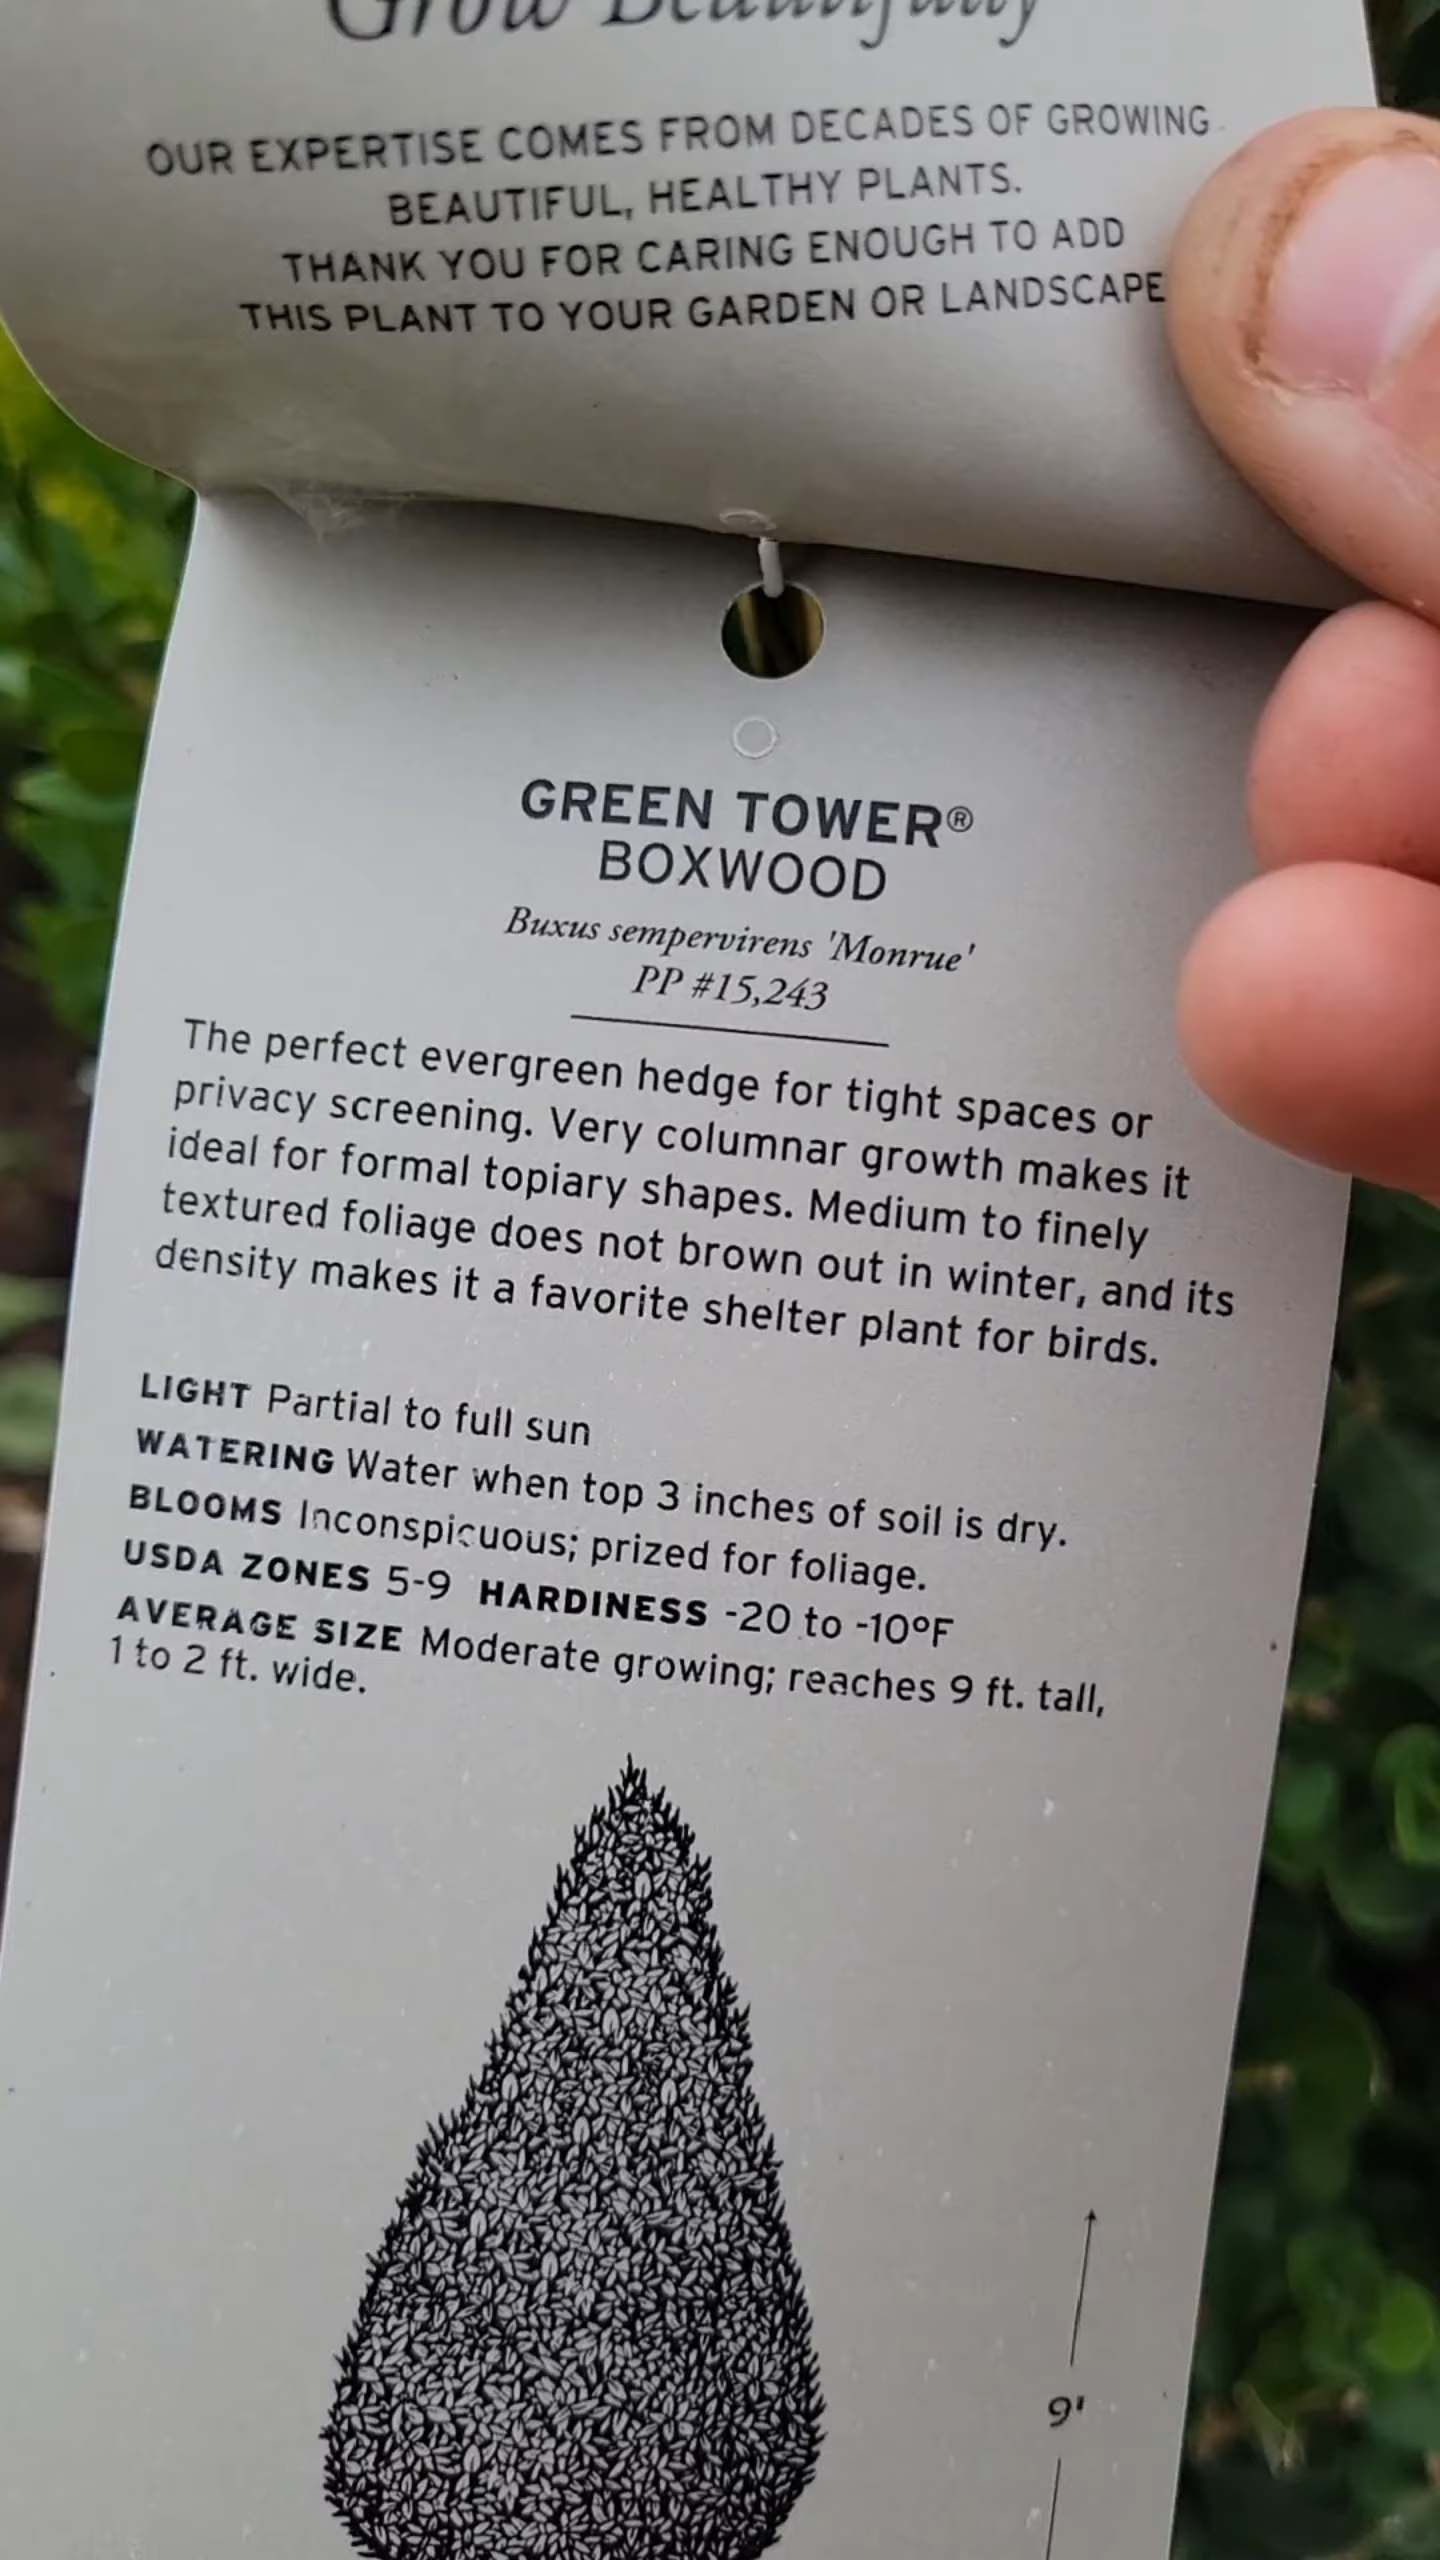 Grow Beautifully
OUR EXPERTISE COMES FROM DECADES OF GROWING
BEAUTIFUL, HEALTHY PLANTS.
THANK YOU FOR CARING ENOUGH TO ADD
THIS PLANT TO YOUR GARDEN OR LANDSCAPE
GREEN TOWER®
BOXWOOD
Buxus sempervirens 'Monrue'
PP #15,243
The perfect evergreen hedge for tight spaces or
privacy screening. Very columnar growth makes it
ideal for formal topiary shapes. Medium to finely
textured foliage does not brown out in winter, and its
density makes it a favorite shelter plant for birds.
LIGHT Partial to full sun
WATERING Water when top 3 inches of soil is dry.
BLOOMS Inconspicuous; prized for foliage.
USDA ZONES 5-9 HARDINESS -20 to -10°F
AVERAGE SIZE Moderate growing; reaches 9 ft. tall,
1 to 2 ft. wide.
9'